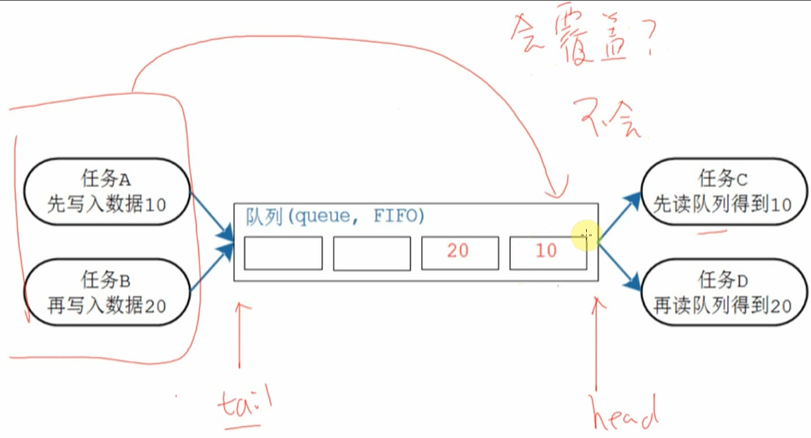 会覆盖?
不会
任务A
先写入数据10
任务B
再写入数据20
队列(queue, FIFO)
20
10
任务C
先读队列得到10
任务D
再读队列得到20
tail
head